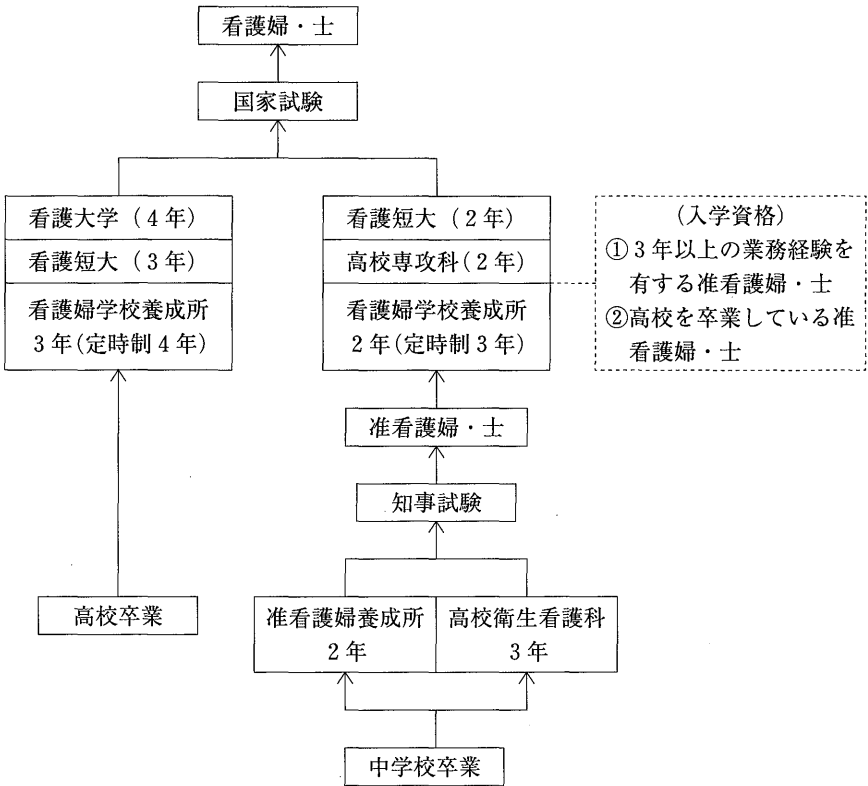 看護婦・士
国家試験
看護大学（4年）
看護短大（3年）
看護婦学校養成所
3年(定時制4年)
看護短大（2年）
高校専攻科(2年)
看護婦学校養成所
2年(定時制3年)
（入学資格）
①3年以上の業務経験を
有する准看護婦・士
②高校を卒業している准
看護婦・士
准看護婦・士
知事試験
高校卒業
准看護婦養成所
2年
高校衛生看護科
3年
中学校卒業